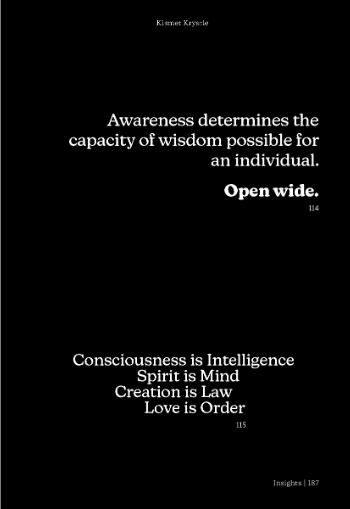 Kismet Krystle
Awareness determines the
capacity of wisdom possible for
an individual.
Open wide.
114
Consciousness is Intelligence
Spirit is Mind
Creation is Law
Love is Order
115
Insights | 187